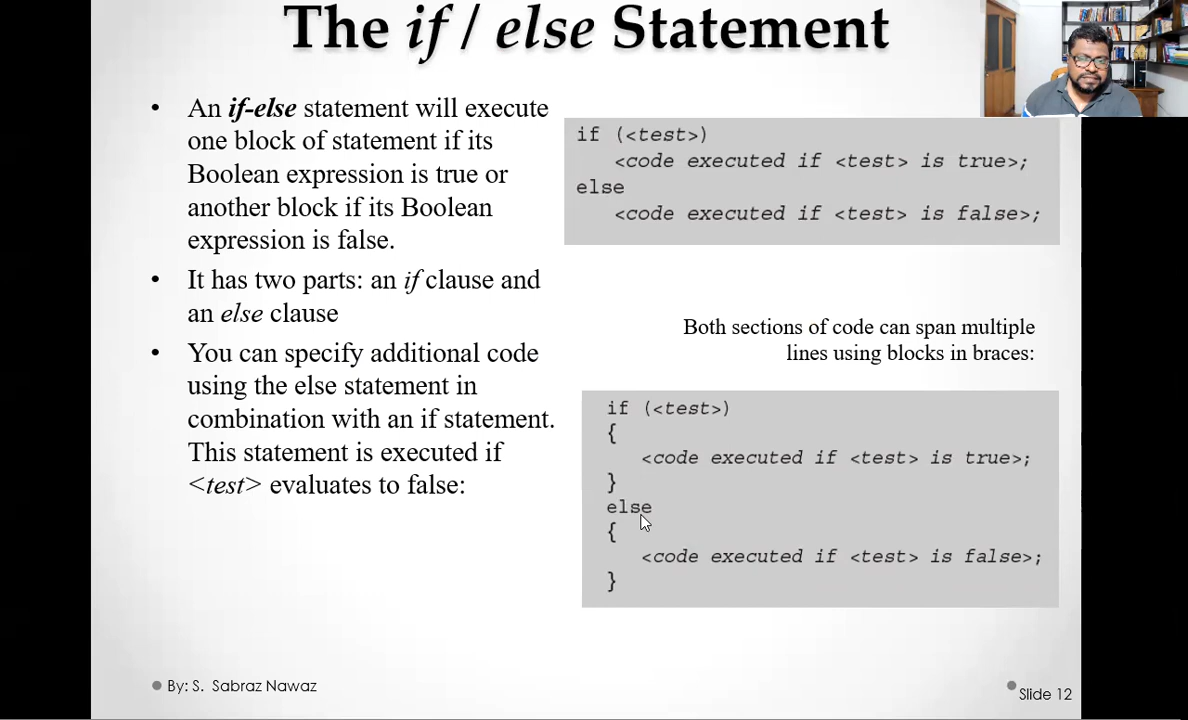 The if / else Statement
• An if-else statement will execute
one block of statement if its
Boolean expression is true or
another block if its Boolean
expression is false.
• It has two parts: an if clause and
an else clause
• You can specify additional code
using the else statement in
combination with an if statement.
This statement is executed if
<test> evaluates to false:
if (<test>)
<code executed if <test> is true>;
else
<code executed if <test> is false>;
Both sections of code can span multiple
lines using blocks in braces:
if (<test>)
{
<code executed if <test> is true>;
}
else
{
<code executed if <test> is false>;
}
By: S. Sabraz Nawaz
Slide 12